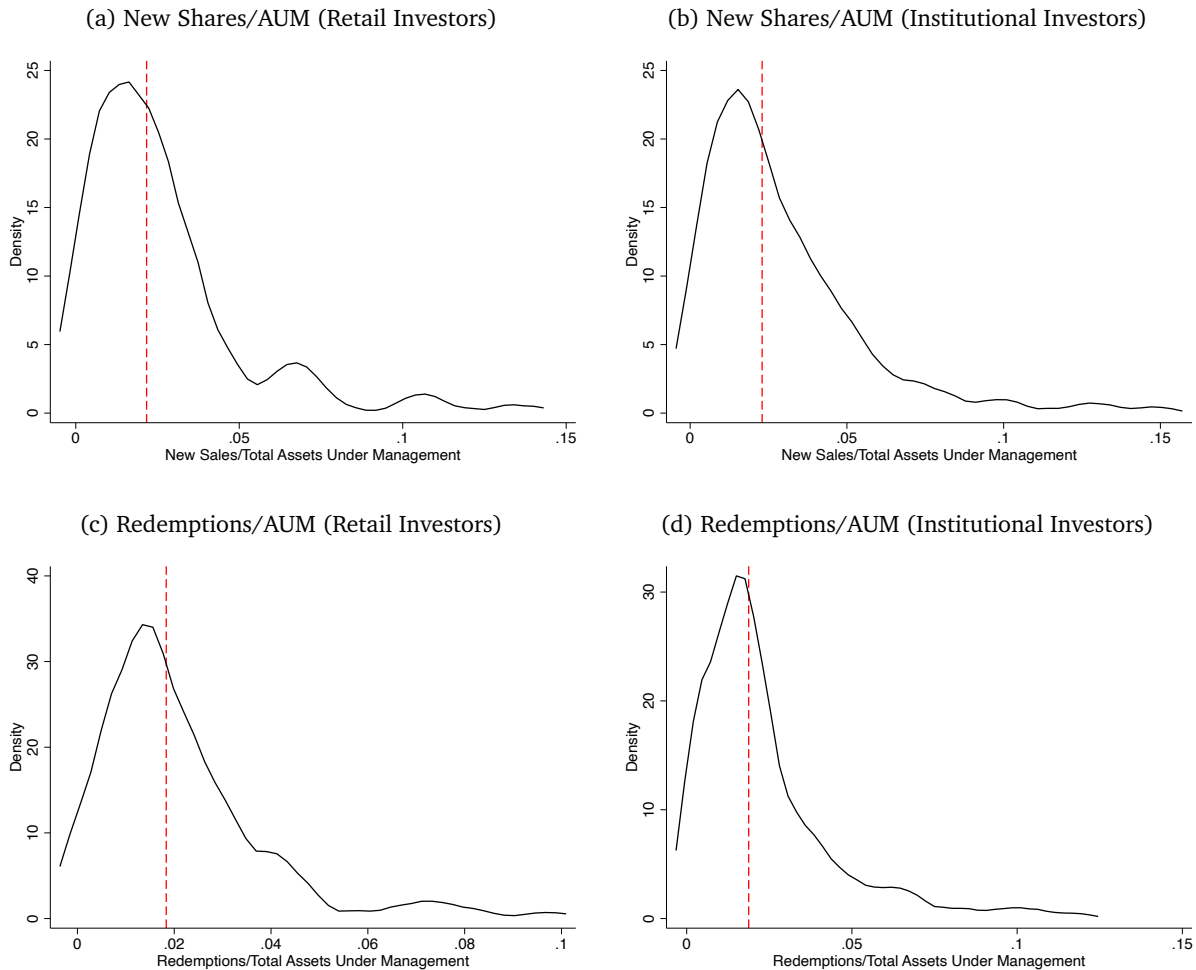 (a) New Shares/AUM (Retail Investors)
25
20
15
10
5
0
Density
0 .05 .1 .15
New Sales/Total Assets Under Management
(b) New Shares/AUM (Institutional Investors)
25
20
15
10
5
0
Density
0 .05 .1 .15
New Sales/Total Assets Under Management
(c) Redemptions/AUM (Retail Investors)
40
30
20
10
0
Density
0 .02 .04 .06 .08 .1
Redemptions/Total Assets Under Management
(d) Redemptions/AUM (Institutional Investors)
30
20
10
0
Density
0 .05 .1 .15
Redemptions/Total Assets Under Management